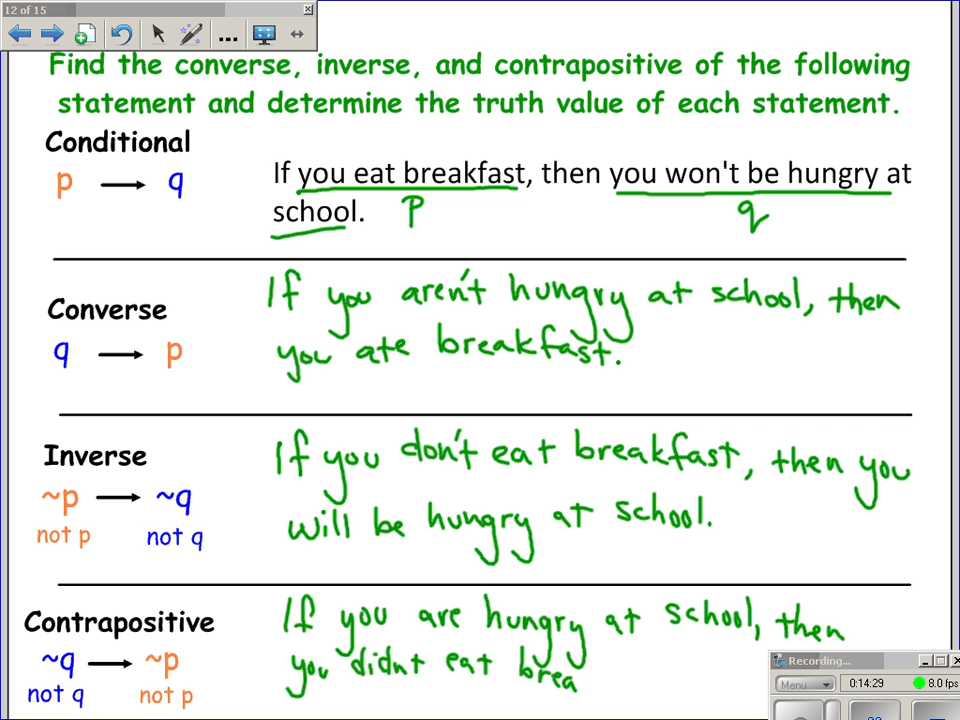 12 of 15
Find the converse, inverse, and contrapositive of the following
statement and determine the truth value of each statement.
Conditional
p → q
If you eat breakfast, then you won't be hungry at
school.
p q
Converse
q → p
If you aren't hungry at school, then
you ate breakfast.
Inverse
~p → ~q
not p not q
If you don't eat breakfast, then you
will be hungry at school.
Contrapositive
~q → ~p
not q not p
If you are hungry at school, then
you didnt eat brea
Recording...
Menu 0:14:29 8.0 fps